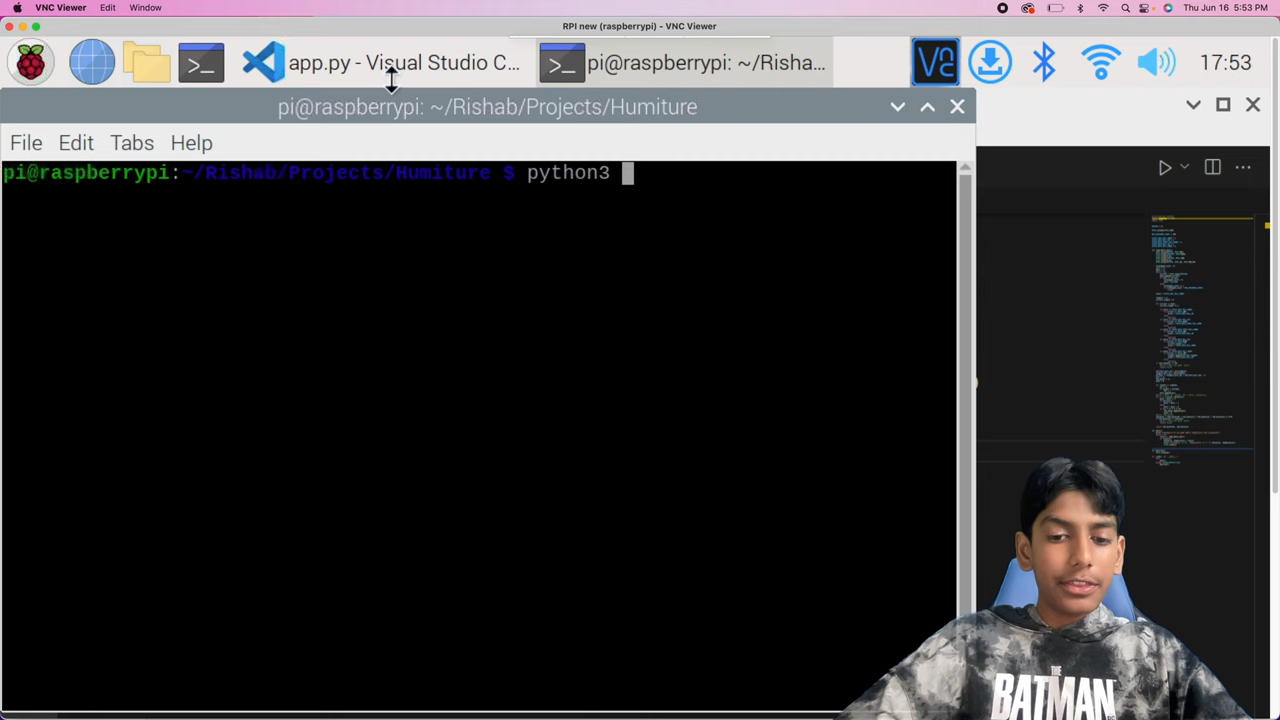 VNC Viewer Edit Window Thu Jun 16 5:53 PM
RPI new (raspberrypi) - VNC Viewer
app.py - Visual Studio C... pi@raspberrypi: ~/Risha... 17:53
pi@raspberrypi: ~/Rishab/Projects/Humiture
File Edit Tabs Help
pi@raspberrypi:~/Rishab/Projects/Humiture $ python3
THE
BATMAN